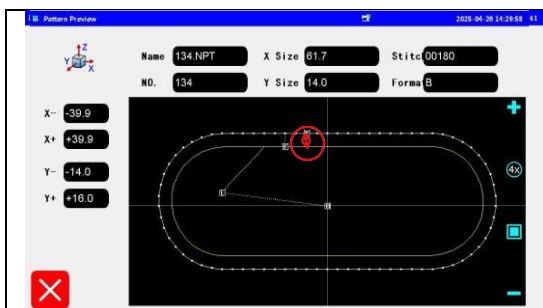 Pattern Preview 2025-04-26 14:29:58 41
Name 134.NPT X Size 61.7 Stitc 00180
NO. 134 Y Size 14.0 Forma B
Z
Y X
X- -39.9
X+ +39.9
Y- -14.0
Y+ +16.0
4x